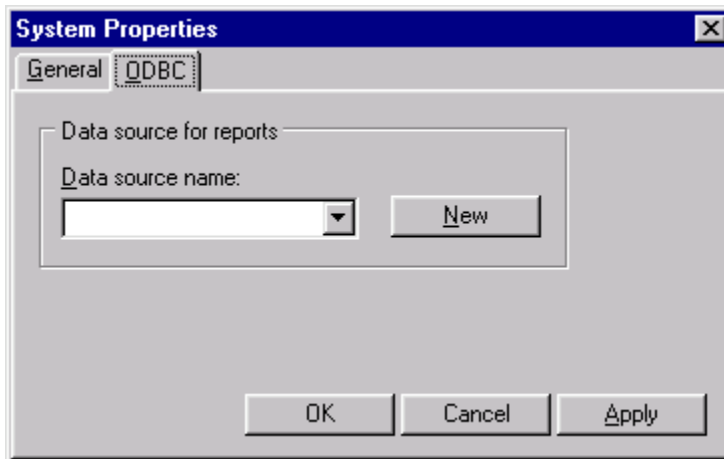 System Properties
General ODBC
Data source for reports
Data source name:
New
OK Cancel Apply